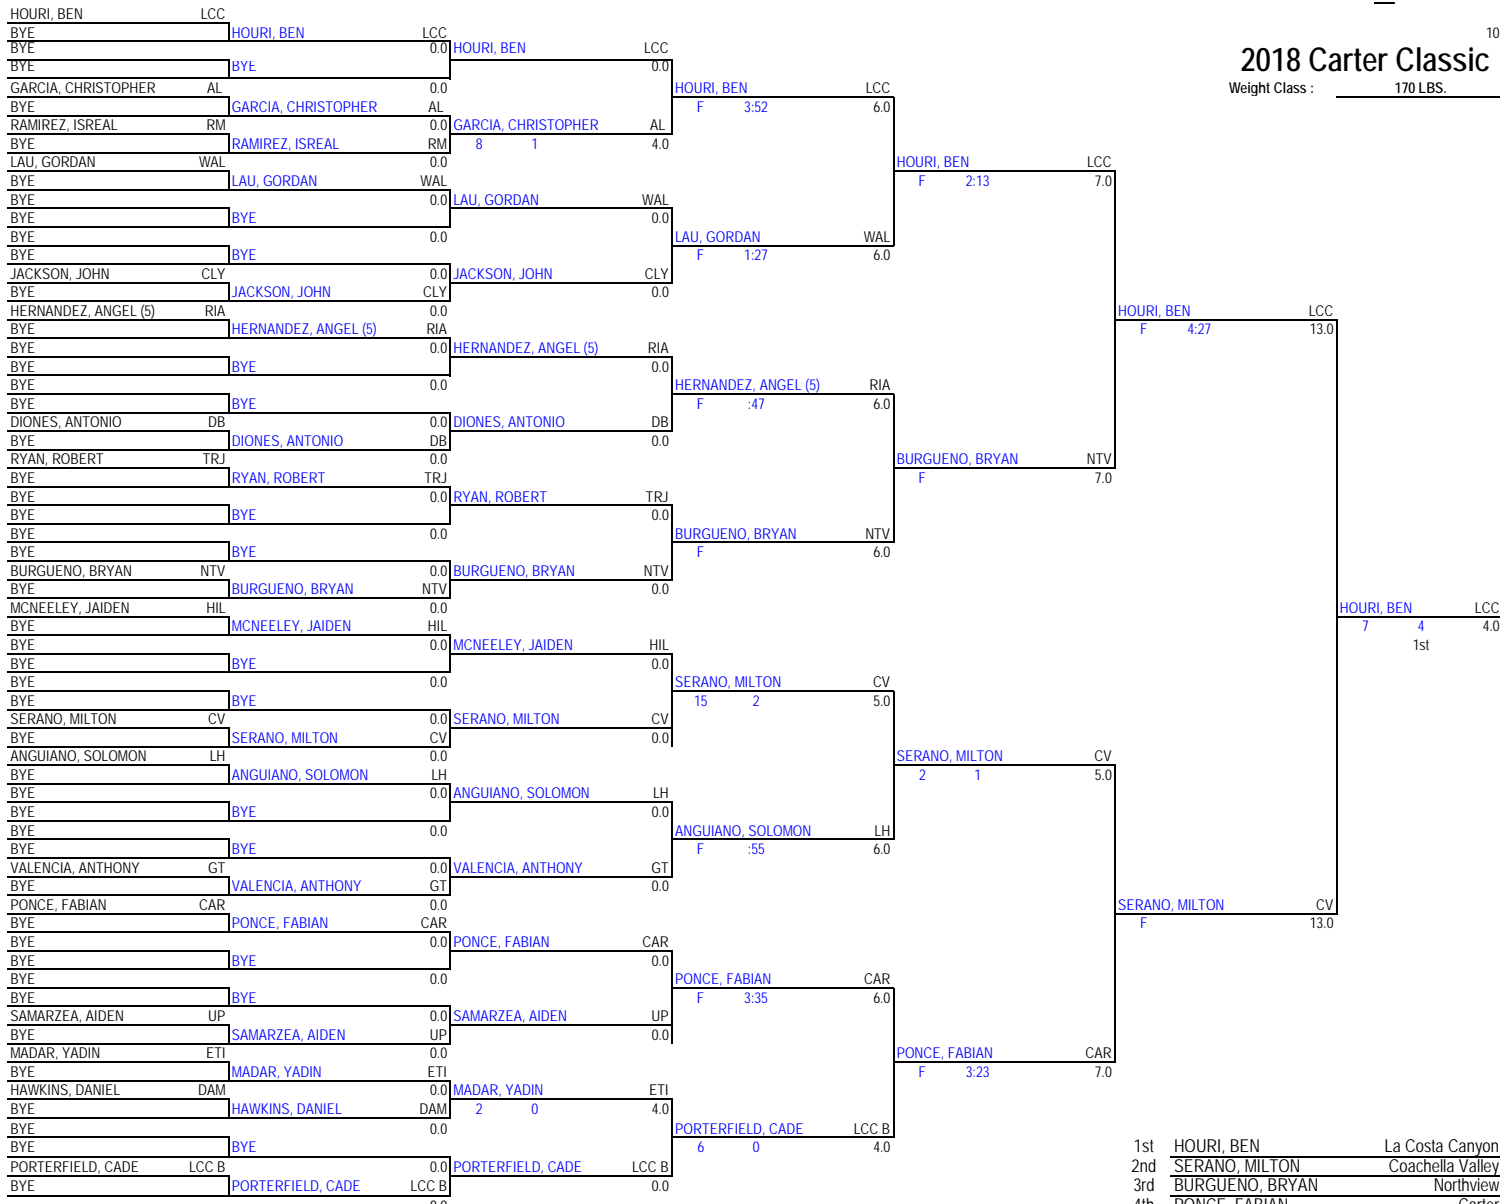 10
2018 Carter Classic
Weight Class : 170 LBS.
HOURI, BEN LCC
BYE HOURI, BEN LCC
BYE 0.0 HOURI, BEN LCC
BYE BYE 0.0
GARCIA, CHRISTOPHER AL 0.0 HOURI, BEN LCC
BYE GARCIA, CHRISTOPHER AL F 3:52 6.0
RAMIREZ, ISREAL RM 0.0 GARCIA, CHRISTOPHER AL
BYE RAMIREZ, ISREAL RM 8 1 4.0
LAU, GORDAN WAL 0.0 HOURI, BEN LCC
BYE LAU, GORDAN WAL F 2:13 7.0
BYE 0.0 LAU, GORDAN WAL
BYE BYE 0.0
BYE 0.0 LAU, GORDAN WAL
BYE BYE F 1:27 6.0
JACKSON, JOHN CLY 0.0 JACKSON, JOHN CLY
BYE JACKSON, JOHN CLY 0.0
HERNANDEZ, ANGEL (5) RIA 0.0 HOURI, BEN LCC
BYE HERNANDEZ, ANGEL (5) RIA F 4:27 13.0
BYE 0.0 HERNANDEZ, ANGEL (5) RIA
BYE BYE 0.0
BYE 0.0 HERNANDEZ, ANGEL (5) RIA
BYE BYE F :47 6.0
DIONES, ANTONIO DB 0.0 DIONES, ANTONIO DB
BYE DIONES, ANTONIO DB 0.0
RYAN, ROBERT TRJ 0.0 BURGUENO, BRYAN NTV
BYE RYAN, ROBERT TRJ F 7.0
BYE 0.0 RYAN, ROBERT TRJ
BYE BYE 0.0
BYE 0.0 BURGUENO, BRYAN NTV
BYE BYE F 6.0
BURGUENO, BRYAN NTV 0.0 BURGUENO, BRYAN NTV
BYE BURGUENO, BRYAN NTV 0.0
MCNEELEY, JAIDEN HIL 0.0 HOURI, BEN LCC
BYE MCNEELEY, JAIDEN HIL 7 4 4.0
BYE 0.0 MCNEELEY, JAIDEN HIL 1st
BYE BYE 0.0
BYE 0.0 SERANO, MILTON CV
BYE BYE 15 2 5.0
SERANO, MILTON CV 0.0 SERANO, MILTON CV
BYE SERANO, MILTON CV 0.0
ANGUIANO, SOLOMON LH 0.0 SERANO, MILTON CV
BYE ANGUIANO, SOLOMON LH 2 1 5.0
BYE 0.0 ANGUIANO, SOLOMON LH
BYE BYE 0.0
BYE 0.0 ANGUIANO, SOLOMON LH
BYE BYE F :55 6.0
VALENCIA, ANTHONY GT 0.0 VALENCIA, ANTHONY GT
BYE VALENCIA, ANTHONY GT 0.0
PONCE, FABIAN CAR 0.0 SERANO, MILTON CV
BYE PONCE, FABIAN CAR F 13.0
BYE 0.0 PONCE, FABIAN CAR
BYE BYE 0.0
BYE 0.0 PONCE, FABIAN CAR
BYE BYE F 3:35 6.0
SAMARZEA, AIDEN UP 0.0 SAMARZEA, AIDEN UP
BYE SAMARZEA, AIDEN UP 0.0
MADAR, YADIN ETI 0.0 PONCE, FABIAN CAR
BYE MADAR, YADIN ETI F 3:23 7.0
HAWKINS, DANIEL DAM 0.0 MADAR, YADIN ETI
BYE HAWKINS, DANIEL DAM 2 0 4.0
BYE 0.0 PORTERFIELD, CADE LCC B
BYE BYE 6 0 4.0
PORTERFIELD, CADE LCC B 0.0 PORTERFIELD, CADE LCC B
BYE PORTERFIELD, CADE LCC B 0.0
1st HOURI, BEN La Costa Canyon
2nd SERANO, MILTON Coachella Valley
3rd BURGUENO, BRYAN Northview
4th PONCE, FABIAN Carter